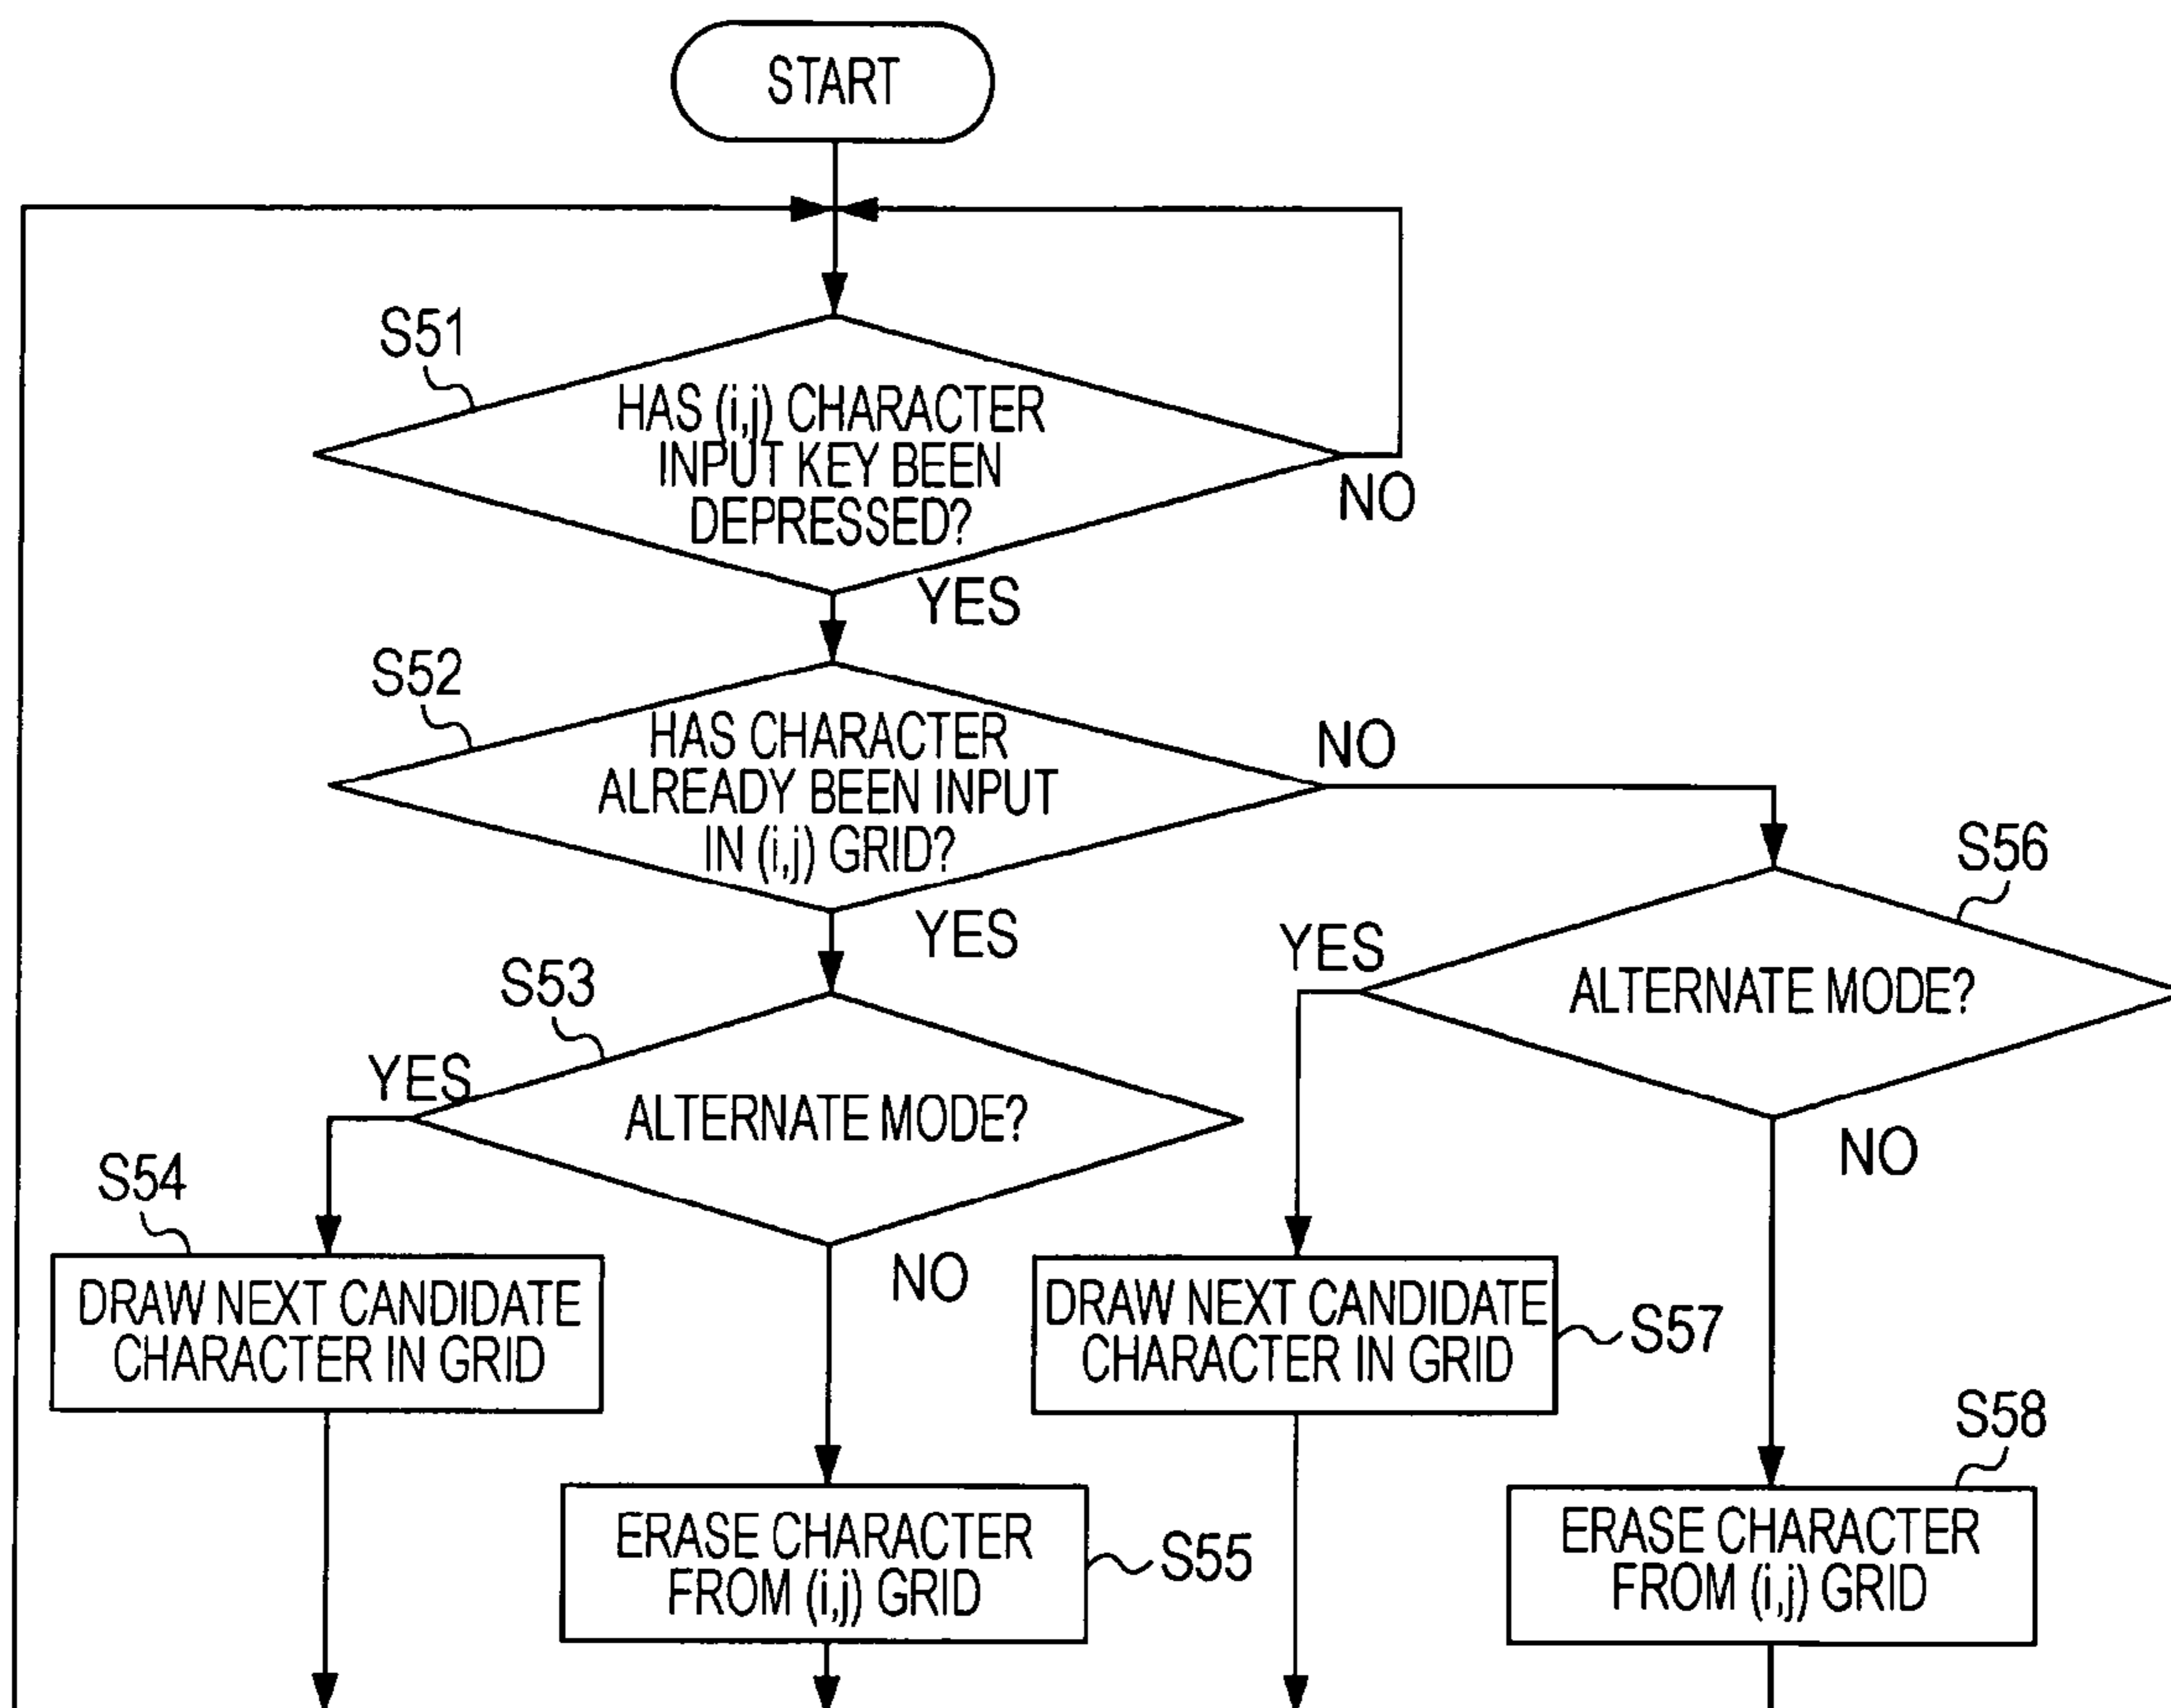 START
S51
HAS (i,j) CHARACTER
INPUT KEY BEEN
DEPRESSED?
NO
YES
S52
HAS CHARACTER
ALREADY BEEN INPUT
IN (i,j) GRID?
NO
YES
S56
ALTERNATE MODE?
YES
NO
S53
ALTERNATE MODE?
YES
NO
S54
DRAW NEXT CANDIDATE
CHARACTER IN GRID
DRAW NEXT CANDIDATE
CHARACTER IN GRID
S57
ERASE CHARACTER
FROM (i,j) GRID
S55
S58
ERASE CHARACTER
FROM (i,j) GRID